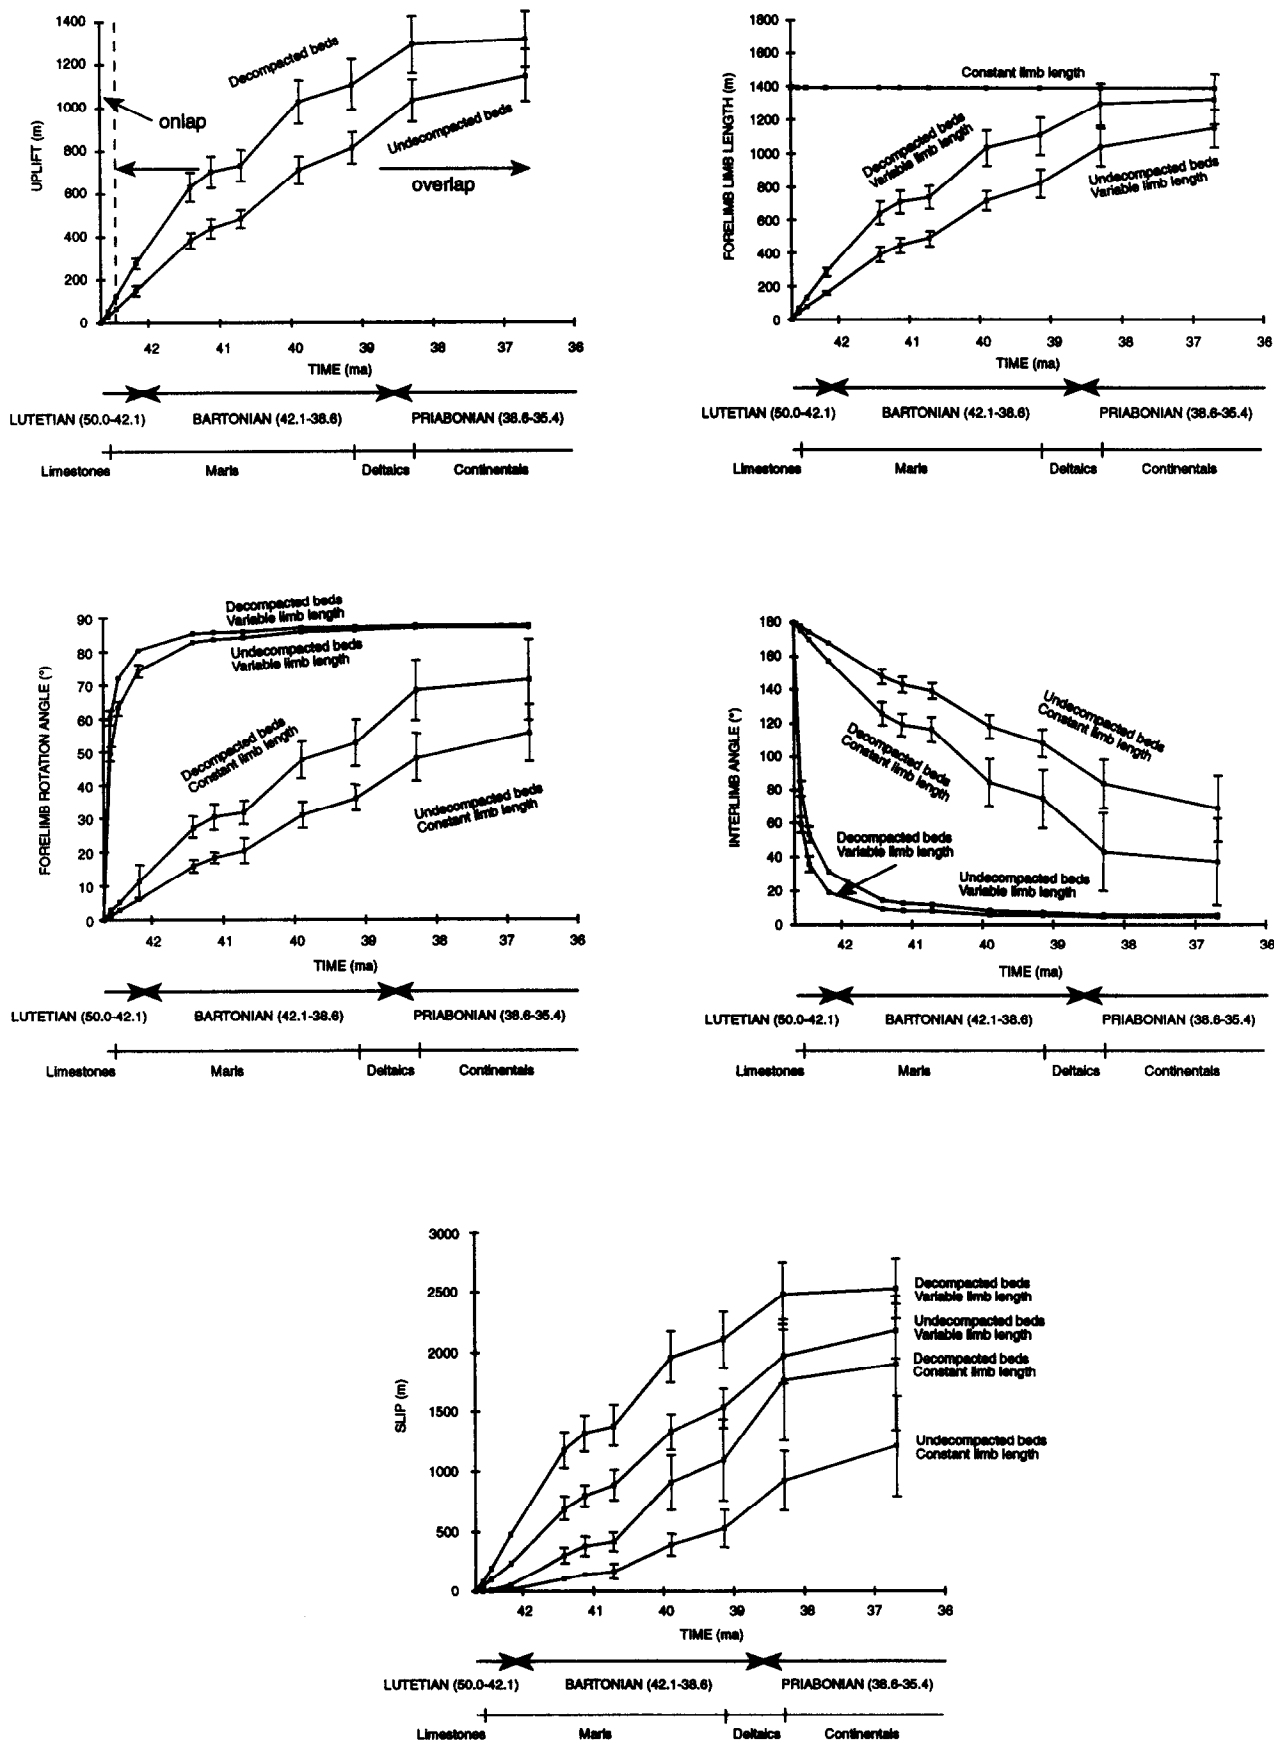 1400
1200
1000
800
600
400
200
0
UPLIFT (m)
Decompacted beds
onlap
Undecompacted beds
overlap
42 41 40 39 38 37 36
TIME (ma)
LUTETIAN (50.0-42.1) BARTONIAN (42.1-38.6) PRIABONIAN (38.6-35.4)
Limestones Marls Deltaics Continentals
1800
1600
1400
1200
1000
800
600
400
200
0
FORELIMB LIMB LENGTH (m)
Constant limb length
Decompacted beds
Variable limb length
Undecompacted beds
Variable limb length
42 41 40 39 38 37 36
TIME (ma)
LUTETIAN (50.0-42.1) BARTONIAN (42.1-38.6) PRIABONIAN (38.6-35.4)
Limestones Marls Deltaics Continentals
90
80
70
60
50
40
30
20
10
0
FORELIMB ROTATION ANGLE (°)
Decompacted beds
Variable limb length
Undecompacted beds
Variable limb length
Decompacted beds
Constant limb length
Undecompacted beds
Constant limb length
42 41 40 39 38 37 36
TIME (ma)
LUTETIAN (50.0-42.1) BARTONIAN (42.1-38.6) PRIABONIAN (38.6-35.4)
Limestones Marls Deltaics Continentals
180
160
140
120
100
80
60
40
20
0
INTERLIMB ANGLE (°)
Undecompacted beds
Constant limb length
Decompacted beds
Constant limb length
Decompacted beds
Variable limb length
Undecompacted beds
Variable limb length
42 41 40 39 38 37 36
TIME (ma)
LUTETIAN (50.0-42.1) BARTONIAN (42.1-38.6) PRIABONIAN (38.6-35.4)
Limestones Marls Deltaics Continentals
3000
2500
2000
1500
1000
500
0
SLIP (m)
Decompacted beds
Variable limb length
Undecompacted beds
Variable limb length
Decompacted beds
Constant limb length
Undecompacted beds
Constant limb length
42 41 40 39 38 37 36
TIME (ma)
LUTETIAN (50.0-42.1) BARTONIAN (42.1-38.6) PRIABONIAN (38.6-35.4)
Limestones Marls Deltaics Continentals